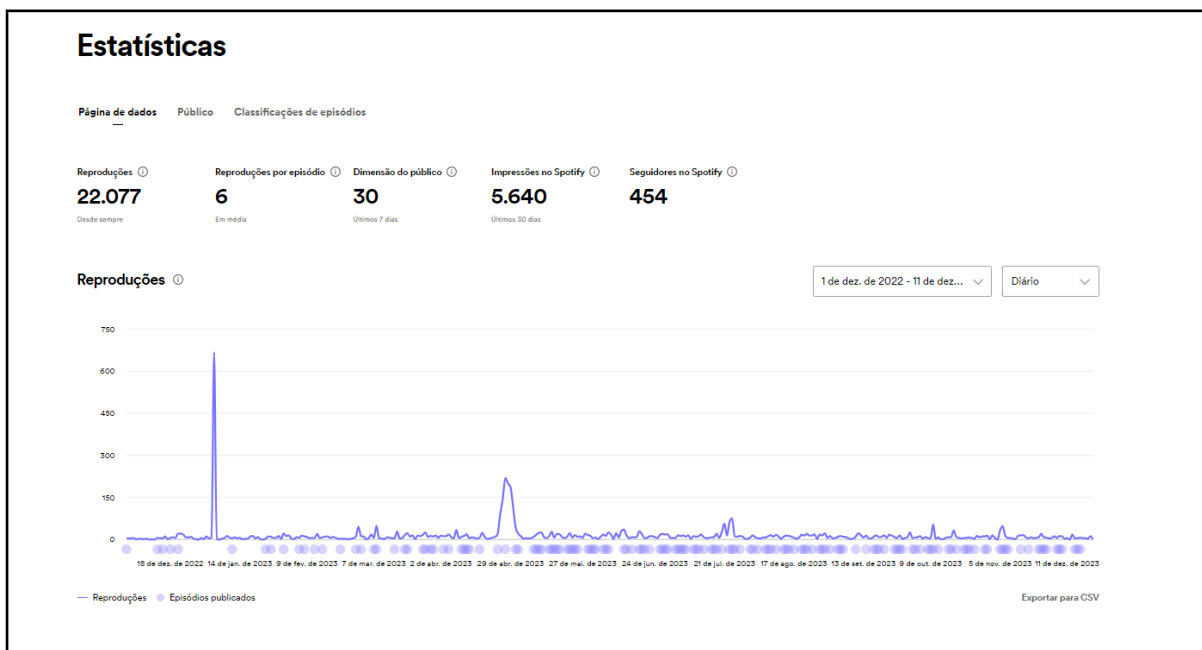 Estatísticas
Página de dados Público Classificações de episódios
Reproduções Reproduções por episódio Dimensão do público Impressões no Spotify Seguidores no Spotify
22.077 6 30 5.640 454
Desde sempre Em média Últimos 7 dias Últimos 30 dias
Reproduções
1 de dez. de 2022 - 11 de dez... Diário
750
600
450
300
150
0
18 de dez. de 2022 14 de jan. de 2023 9 de fev. de 2023 7 de mar. de 2023 2 de abr. de 2023 29 de abr. de 2023 27 de mai. de 2023 24 de jun. de 2023 21 de jul. de 2023 17 de ago. de 2023 13 de set. de 2023 9 de out. de 2023 5 de nov. de 2023 11 de dez. de 2023
Reproduções Episódios publicados Exportar para CSV